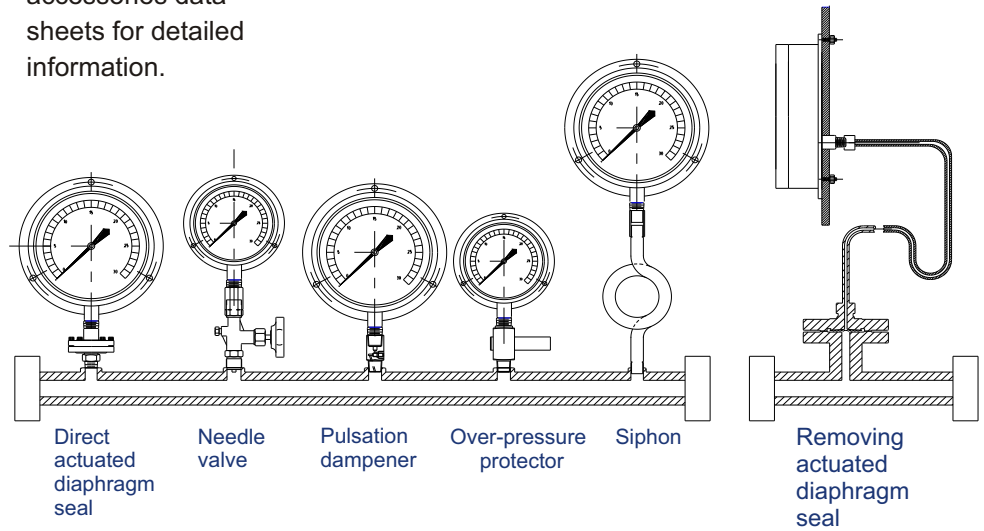 accessories data
sheets for detailed
information.
Direct
actuated
diaphragm
seal
Needle
valve
Pulsation
dampener
Over-pressure
protector
Siphon
Removing
actuated
diaphragm
seal